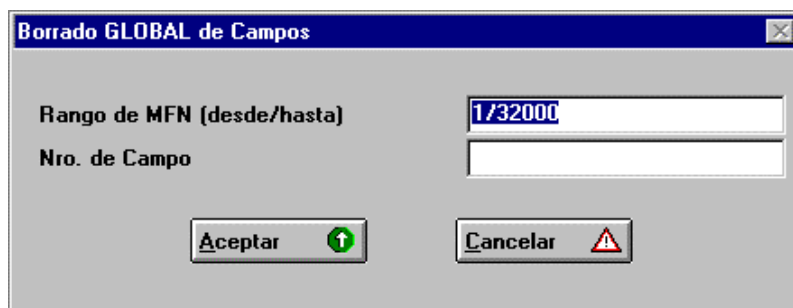 Borrado GLOBAL de Campos
Rango de MFN (desde/hasta) 1/32000
Nro. de Campo
Aceptar Cancelar